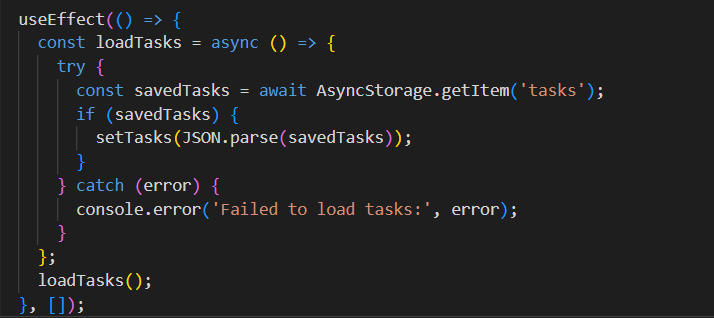 useEffect(() => {
  const loadTasks = async () => {
    try {
      const savedTasks = await AsyncStorage.getItem('tasks');
      if (savedTasks) {
        setTasks(JSON.parse(savedTasks));
      }
    } catch (error) {
      console.error('Failed to load tasks:', error);
    }
  };
  loadTasks();
}, []);